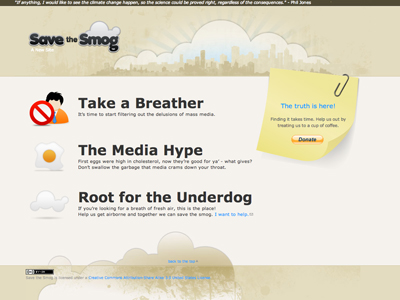 "If anything, I would like to see the climate change happen, so the science could be proved right, regardless of the consequences." - Phil Jones
Save the Smog
Take a Breather
It's time to start filtering out the delusions of mass media.
The truth is here!
Finding it takes time. Help us out by
treating us to a cup of coffee.
Donate
The Media Hype
First eggs were high in cholesterol, now they're good for ya' - what gives?
Don't swallow the garbage that media crams down your throat.
Root for the Underdog
If you're looking for a breath of fresh air, this is the place!
Help us get airborne and together we can save the smog. I want to help.
back to the top
Save the Smog is licensed under a Creative Commons Attribution-Share Alike